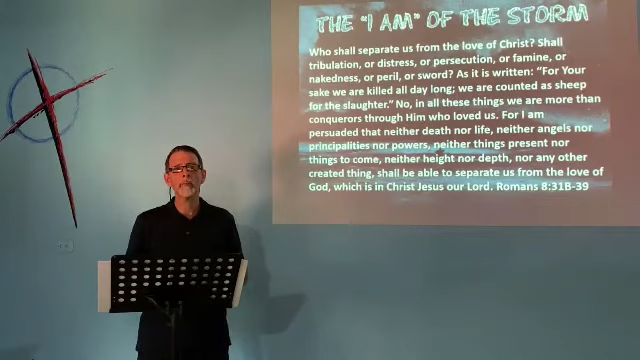 THE "I AM" OF THE STORM
Who shall separate us from the love of Christ? Shall
tribulation, or distress, or persecution, or famine, or
nakedness, or peril, or sword? As it is written: "For Your
sake we are killed all day long; we are counted as sheep
for the slaughter." No, in all these things we are more than
conquerors through Him who loved us. For I am
persuaded that neither death nor life, neither angels nor
principalities nor powers, neither things present nor
things to come, neither height nor depth, nor any other
created thing, shall be able to separate us from the love of
God, which is in Christ Jesus our Lord. Romans 8:31B-39